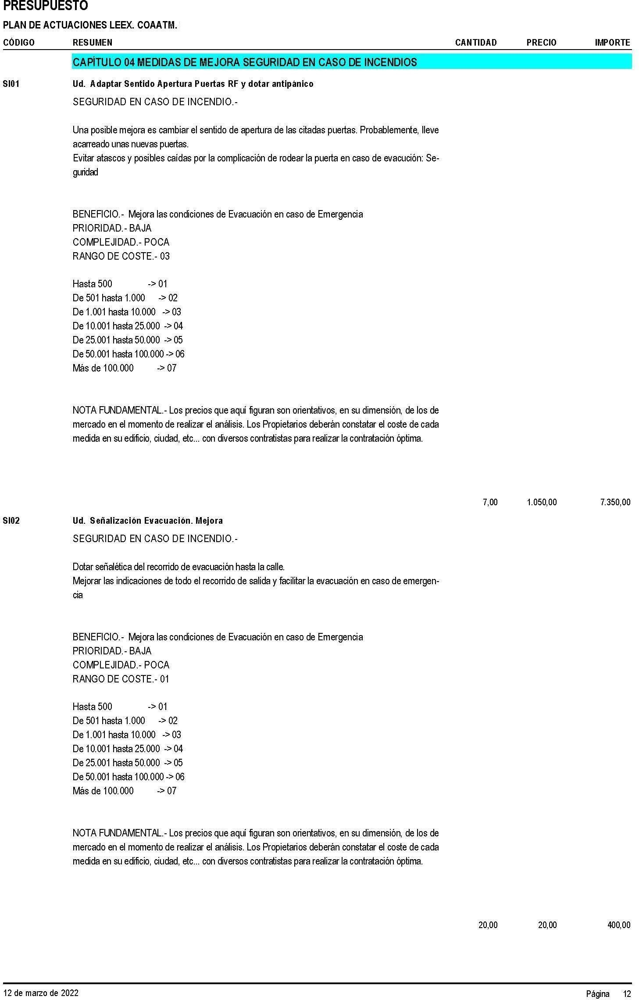 PRESUPUESTO
PLAN DE ACTUACIONES LEEX. COAATM.
CÓDIGO RESUMEN CANTIDAD PRECIO IMPORTE
CAPÍTULO 04 MEDIDAS DE MEJORA SEGURIDAD EN CASO DE INCENDIOS
SI01 Ud. Adaptar Sentido Apertura Puertas RF y dotar antipánico
SEGURIDAD EN CASO DE INCENDIO.-
Una posible mejora es cambiar el sentido de apertura de las citadas puertas. Probablemente, lleve
acarreado unas nuevas puertas.
Evitar atascos y posibles caídas por la complicación de rodear la puerta en caso de evacución: Se-
guridad
BENEFICIO.- Mejora las condiciones de Evacuación en caso de Emergencia
PRIORIDAD.- BAJA
COMPLEJIDAD.- POCA
RANGO DE COSTE.- 03
Hasta 500 -> 01
De 501 hasta 1.000 -> 02
De 1.001 hasta 10.000 -> 03
De 10.001 hasta 25.000 -> 04
De 25.001 hasta 50.000 -> 05
De 50.001 hasta 100.000 -> 06
Más de 100.000 -> 07
NOTA FUNDAMENTAL.- Los precios que aquí figuran son orientativos, en su dimensión, de los de
mercado en el momento de realizar el análisis. Los Propietarios deberán constatar el coste de cada
medida en su edificio, ciudad, etc... con diversos contratistas para realizar la contratación óptima.
7,00 1.050,00 7.350,00
SI02 Ud. Señalización Evacuación. Mejora
SEGURIDAD EN CASO DE INCENDIO.-
Dotar señalética del recorrido de evacuación hasta la calle.
Mejorar las indicaciones de todo el recorrido de salida y facilitar la evacuación en caso de emergen-
cia
BENEFICIO.- Mejora las condiciones de Evacuación en caso de Emergencia
PRIORIDAD.- BAJA
COMPLEJIDAD.- POCA
RANGO DE COSTE.- 01
Hasta 500 -> 01
De 501 hasta 1.000 -> 02
De 1.001 hasta 10.000 -> 03
De 10.001 hasta 25.000 -> 04
De 25.001 hasta 50.000 -> 05
De 50.001 hasta 100.000 -> 06
Más de 100.000 -> 07
NOTA FUNDAMENTAL.- Los precios que aquí figuran son orientativos, en su dimensión, de los de
mercado en el momento de realizar el análisis. Los Propietarios deberán constatar el coste de cada
medida en su edificio, ciudad, etc... con diversos contratistas para realizar la contratación óptima.
20,00 20,00 400,00
12 de marzo de 2022 Página 12